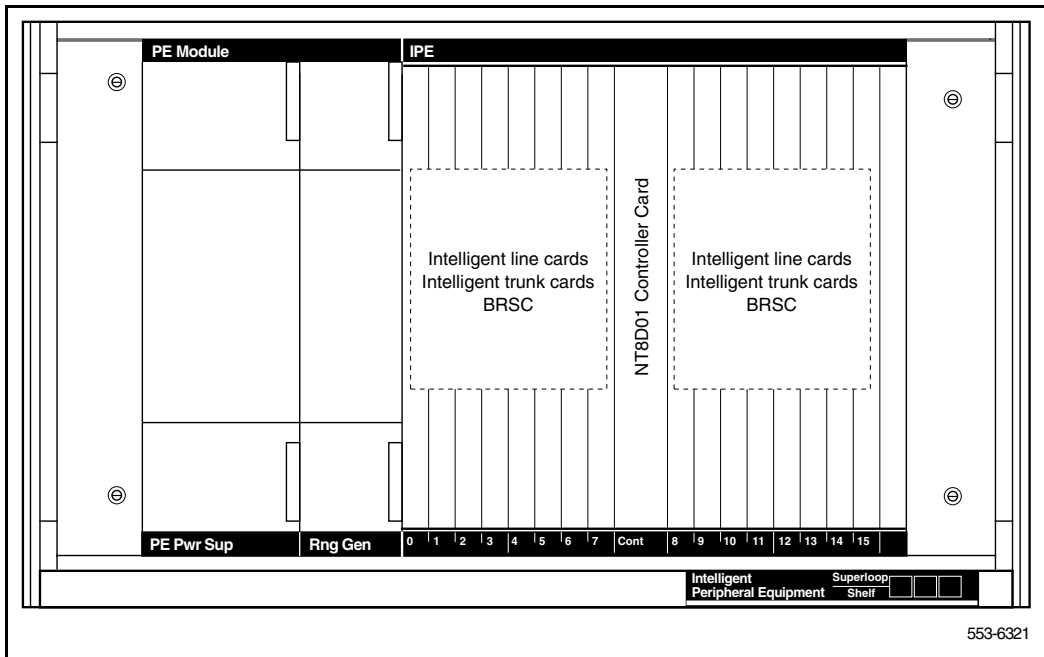 PE Module IPE
Intelligent line cards
Intelligent trunk cards
BRSC
NT8D01 Controller Card
Intelligent line cards
Intelligent trunk cards
BRSC
PE Pwr Sup Rng Gen 0 1 2 3 4 5 6 7 Cont 8 9 10 11 12 13 14 15
Intelligent
Peripheral Equipment
Superloop
Shelf
553-6321